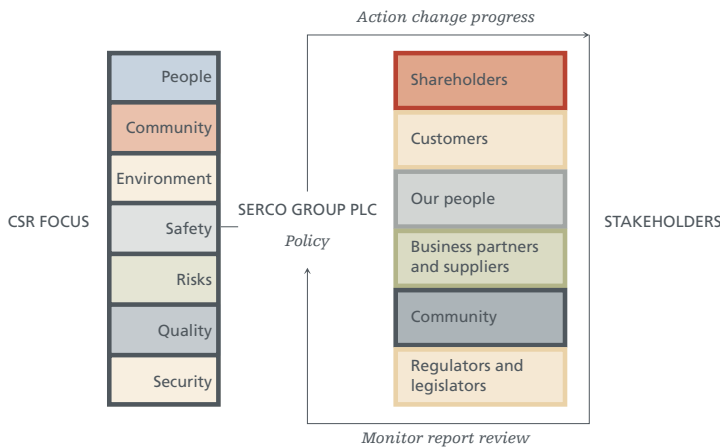 Action change progress
CSR FOCUS
People
Community
Environment
Safety
Risks
Quality
Security
SERCO GROUP PLC
Policy
Shareholders
Customers
Our people
Business partners
and suppliers
Community
Regulators and
legislators
STAKEHOLDERS
Monitor report review